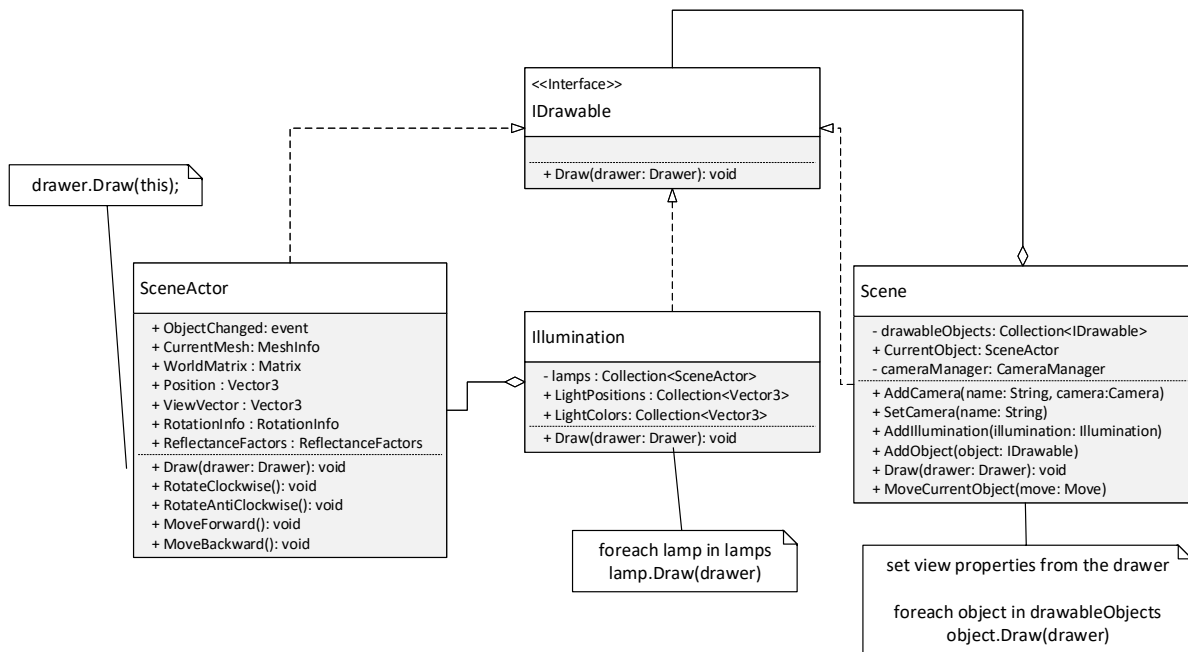 <<Interface>>
IDrawable
+ Draw(drawer: Drawer): void
drawer.Draw(this);
SceneActor
+ ObjectChanged: event
+ CurrentMesh: MeshInfo
+ WorldMatrix : Matrix
+ Position : Vector3
+ ViewVector : Vector3
+ RotationInfo : RotationInfo
+ ReflectanceFactors : ReflectanceFactors
+ Draw(drawer: Drawer): void
+ RotateClockwise(): void
+ RotateAntiClockwise(): void
+ MoveForward(): void
+ MoveBackward(): void
Illumination
- lamps : Collection<SceneActor>
+ LightPositions : Collection<Vector3>
+ LightColors: Collection<Vector3>
+ Draw(drawer: Drawer): void
foreach lamp in lamps
lamp.Draw(drawer)
Scene
- drawableObjects: Collection<IDrawable>
+ CurrentObject: SceneActor
- cameraManager: CameraManager
+ AddCamera(name: String, camera:Camera)
+ SetCamera(name: String)
+ AddIllumination(illumination: Illumination)
+ AddObject(object: IDrawable)
+ Draw(drawer: Drawer): void
+ MoveCurrentObject(move: Move)
set view properties from the drawer
foreach object in drawableObjects
object.Draw(drawer)